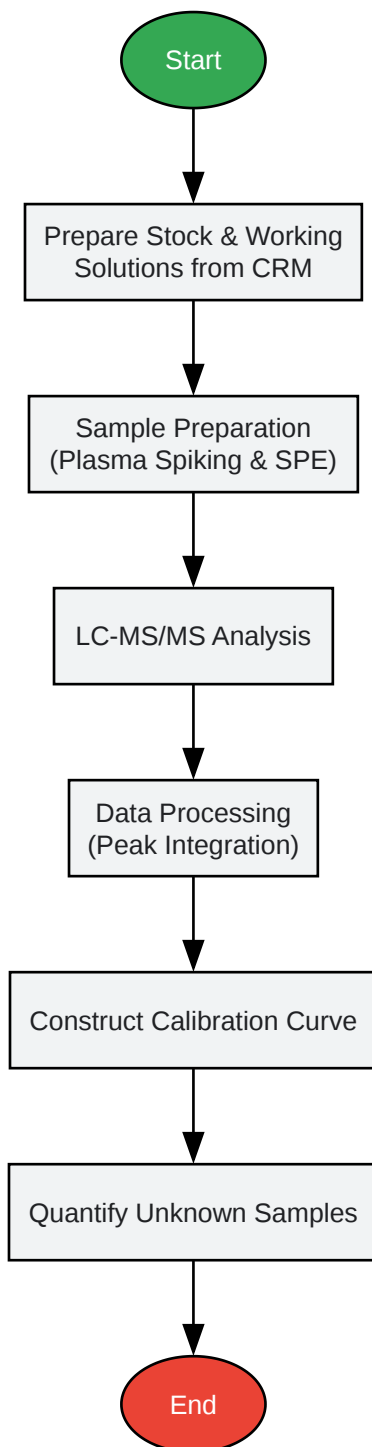 Start
Prepare Stock & Working
Solutions from CRM
Sample Preparation
(Plasma Spiking & SPE)
LC-MS/MS Analysis
Data Processing
(Peak Integration)
Construct Calibration Curve
Quantify Unknown Samples
End